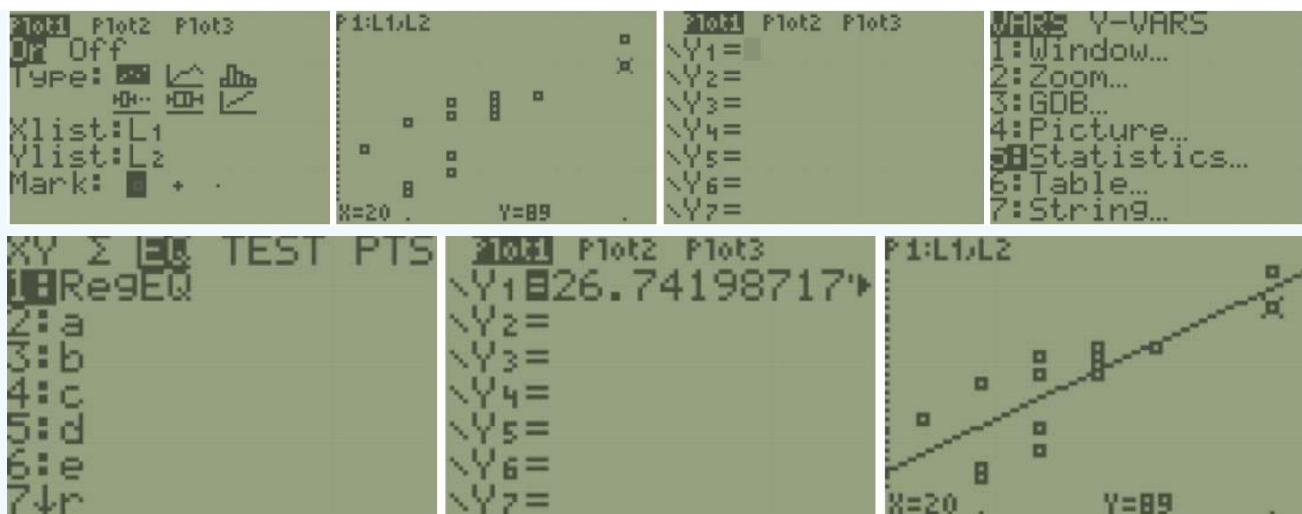 Plot1 Plot2 Plot3
On Off
Type:
Xlist:L1
Ylist:L2
Mark: ▫ + ·
P1:L1,L2
X=20 . Y=89 .
Plot1 Plot2 Plot3
\Y1=
\Y2=
\Y3=
\Y4=
\Y5=
\Y6=
\Y7=
VARS Y-VARS
1:Window…
2:Zoom…
3:GDB…
4:Picture…
5:Statistics…
6:Table…
7:String…
XY Σ EQ TEST PTS
1:RegEQ
2:a
3:b
4:c
5:d
6:e
7↓r
Plot1 Plot2 Plot3
\Y1=26.74198717
\Y2=
\Y3=
\Y4=
\Y5=
\Y6=
\Y7=
P1:L1,L2
X=20 . Y=89 .